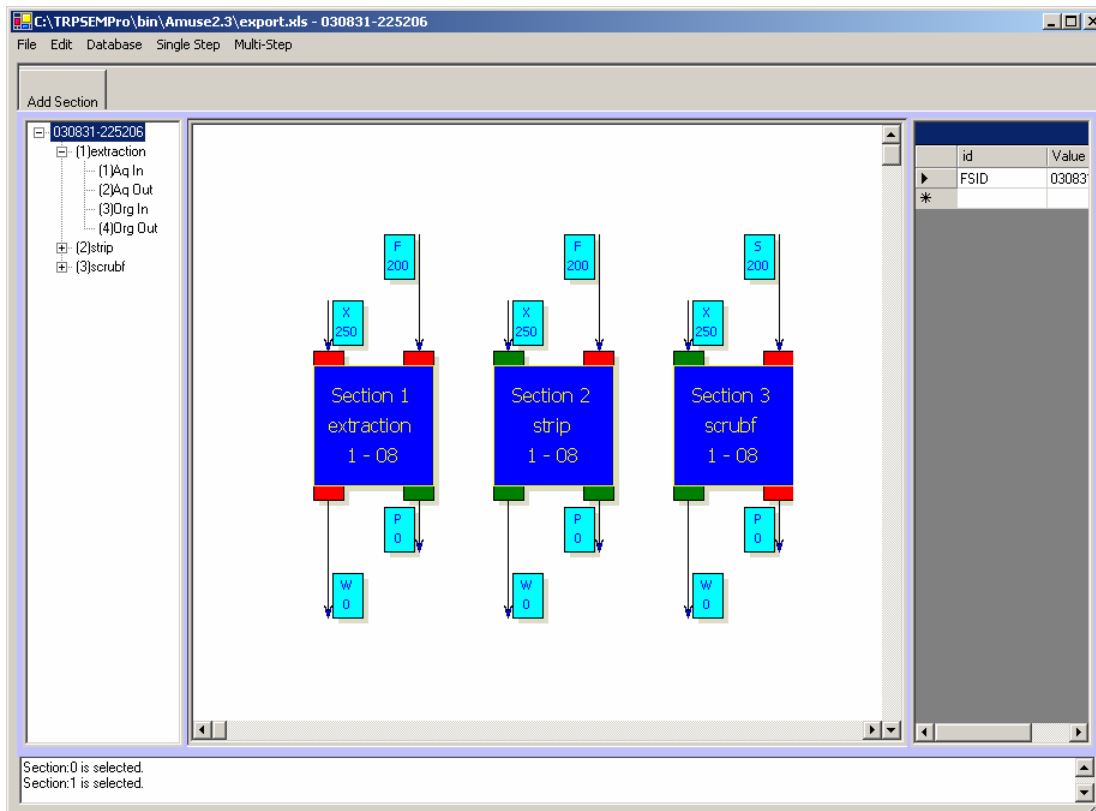 C:\TRPSEMPro\bin\Amuse2.3\export.xls - 030831-225206
File Edit Database Single Step Multi-Step
Add Section
030831-225206
(1)extraction
(1)Aq In
(2)Aq Out
(3)Org In
(4)Org Out
(2)strip
(3)scrubf
F
200
F
200
S
200
X
250
X
250
X
250
Section 1
extraction
1 - 08
Section 2
strip
1 - 08
Section 3
scrubf
1 - 08
P
0
P
0
P
0
W
0
W
0
W
0
id Value
FSID 030831
Section:0 is selected.
Section:1 is selected.